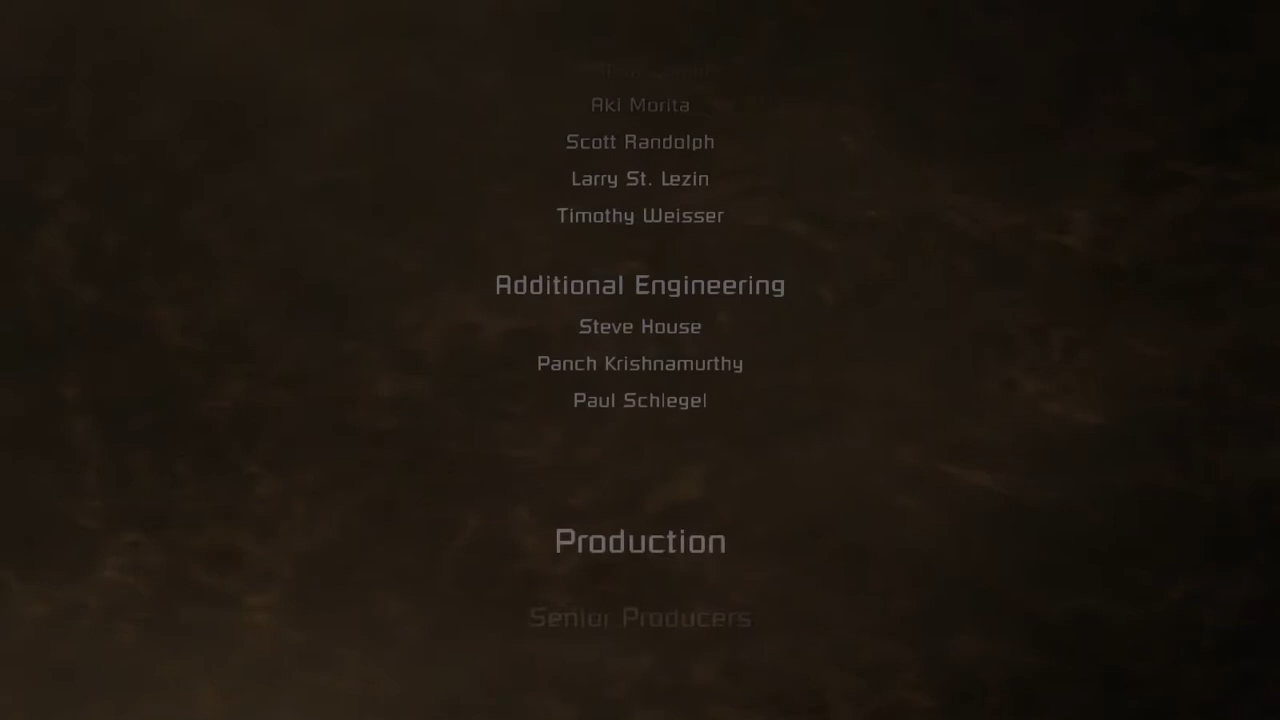 Aki Morita
Scott Randolph
Larry St. Lezin
Timothy Weisser
Additional Engineering
Steve House
Panch Krishnamurthy
Paul Schlegel
Production
Senior Producers